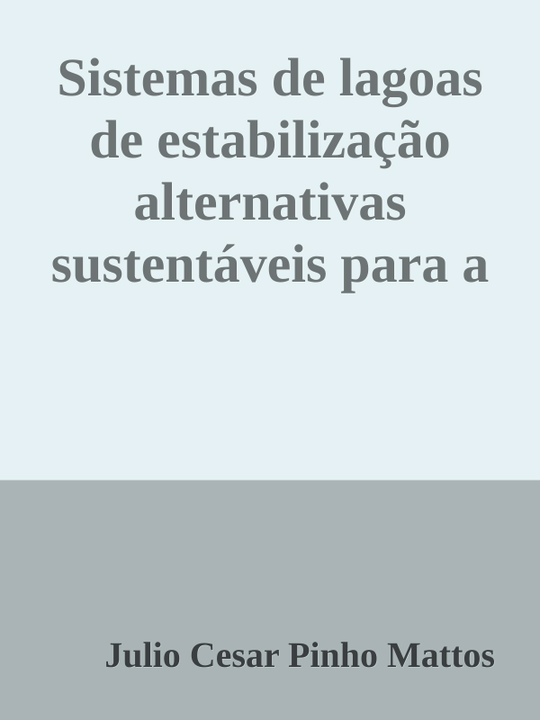 Sistemas de lagoas
de estabilização
alternativas
sustentáveis para a
Julio Cesar Pinho Mattos